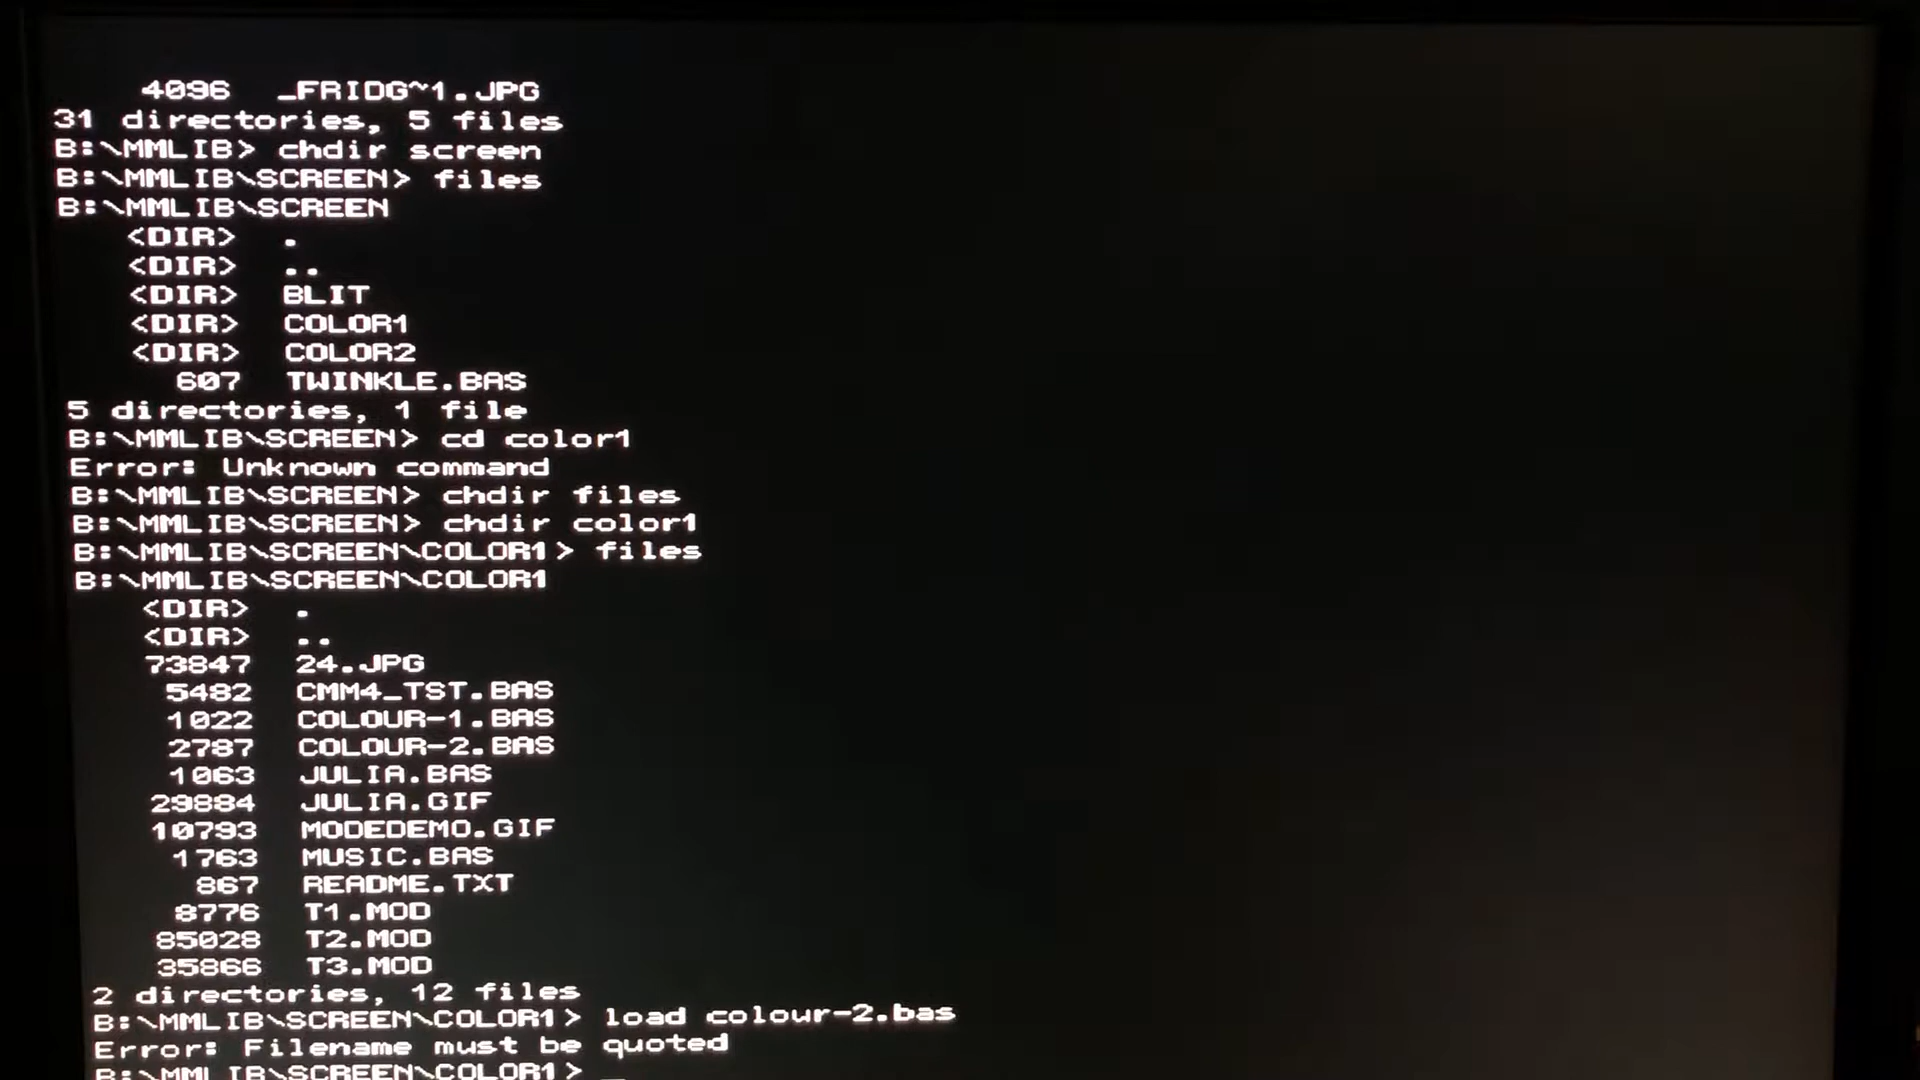 4096 _FRIDG~1.JPG
31 directories, 5 files
B:\MMLIB> chdir screen
B:\MMLIB\SCREEN> files
B:\MMLIB\SCREEN
<DIR> .
<DIR> ..
<DIR> BLIT
<DIR> COLOR1
<DIR> COLOR2
607 TWINKLE.BAS
5 directories, 1 file
B:\MMLIB\SCREEN> cd color1
Error: Unknown command
B:\MMLIB\SCREEN> chdir files
B:\MMLIB\SCREEN> chdir color1
B:\MMLIB\SCREEN\COLOR1> files
B:\MMLIB\SCREEN\COLOR1
<DIR> .
<DIR> ..
73847 24.JPG
5482 CMM4_TST.BAS
1022 COLOUR-1.BAS
2787 COLOUR-2.BAS
1063 JULIA.BAS
29884 JULIA.GIF
10793 MODEDEMO.GIF
1763 MUSIC.BAS
867 README.TXT
8776 T1.MOD
85028 T2.MOD
35866 T3.MOD
2 directories, 12 files
B:\MMLIB\SCREEN\COLOR1> load colour-2.bas
Error: Filename must be quoted
B:\MMLIB\SCREEN\COLOR1> _